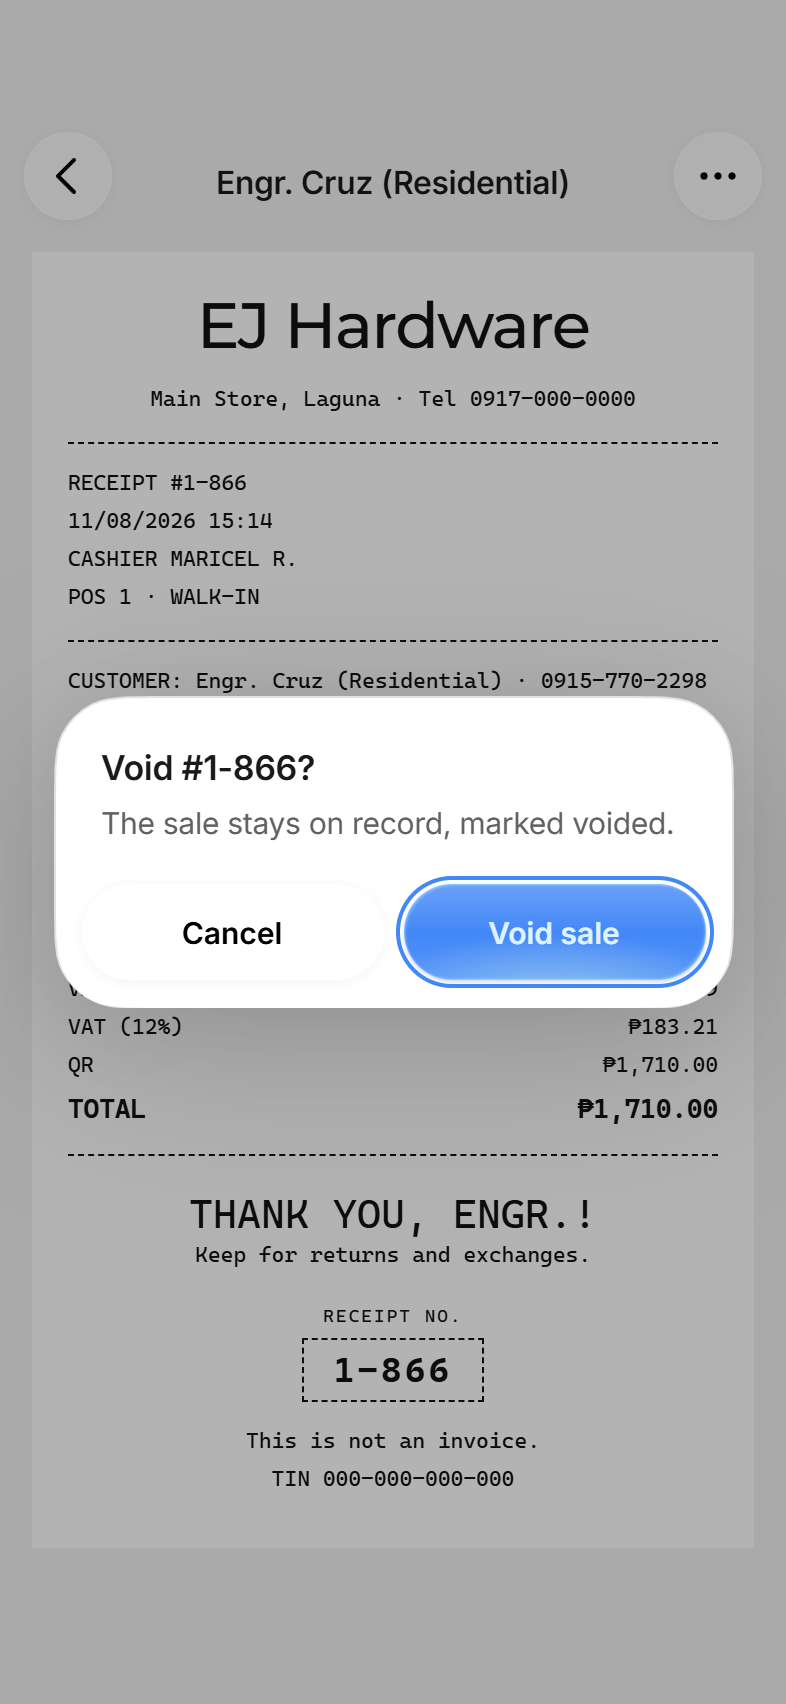 Engr. Cruz (Residential)
EJ Hardware
Main Store, Laguna · Tel 0917-000-0000
RECEIPT #1-866
11/08/2026 15:14
CASHIER MARICEL R.
POS 1 · WALK-IN
CUSTOMER: Engr. Cruz (Residential) · 0915-770-2298
Void #1-866?
The sale stays on record, marked voided.
Cancel
Void sale
VAT (12%) ₱183.21
QR ₱1,710.00
TOTAL ₱1,710.00
THANK YOU, ENGR.!
Keep for returns and exchanges.
RECEIPT NO.
1-866
This is not an invoice.
TIN 000-000-000-000